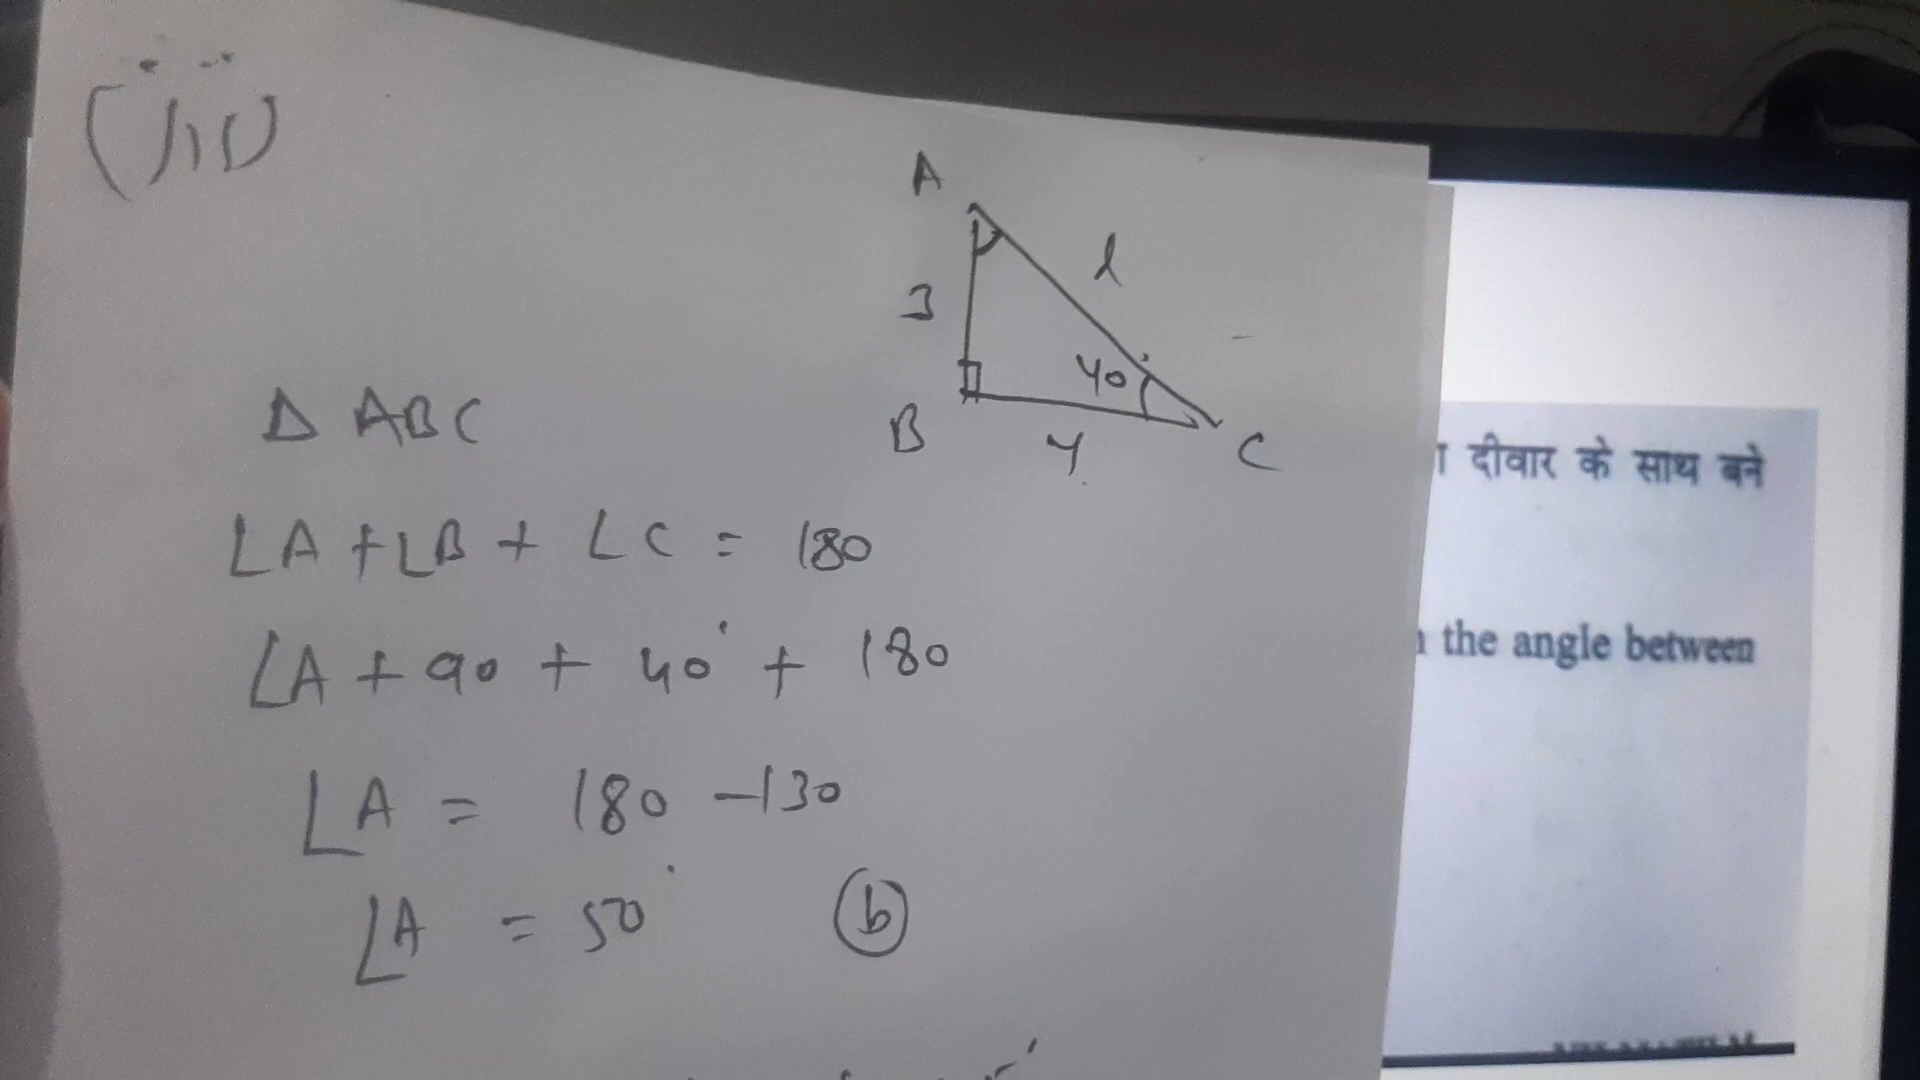 (iii)
A
l
3
40
B
4
C
Δ ABC
∠A + ∠B + ∠C = 180
∠A + 90 + 40° + 180
∠A = 180 - 130
∠A = 50°
(b)
दीवार के साथ बने
the angle between